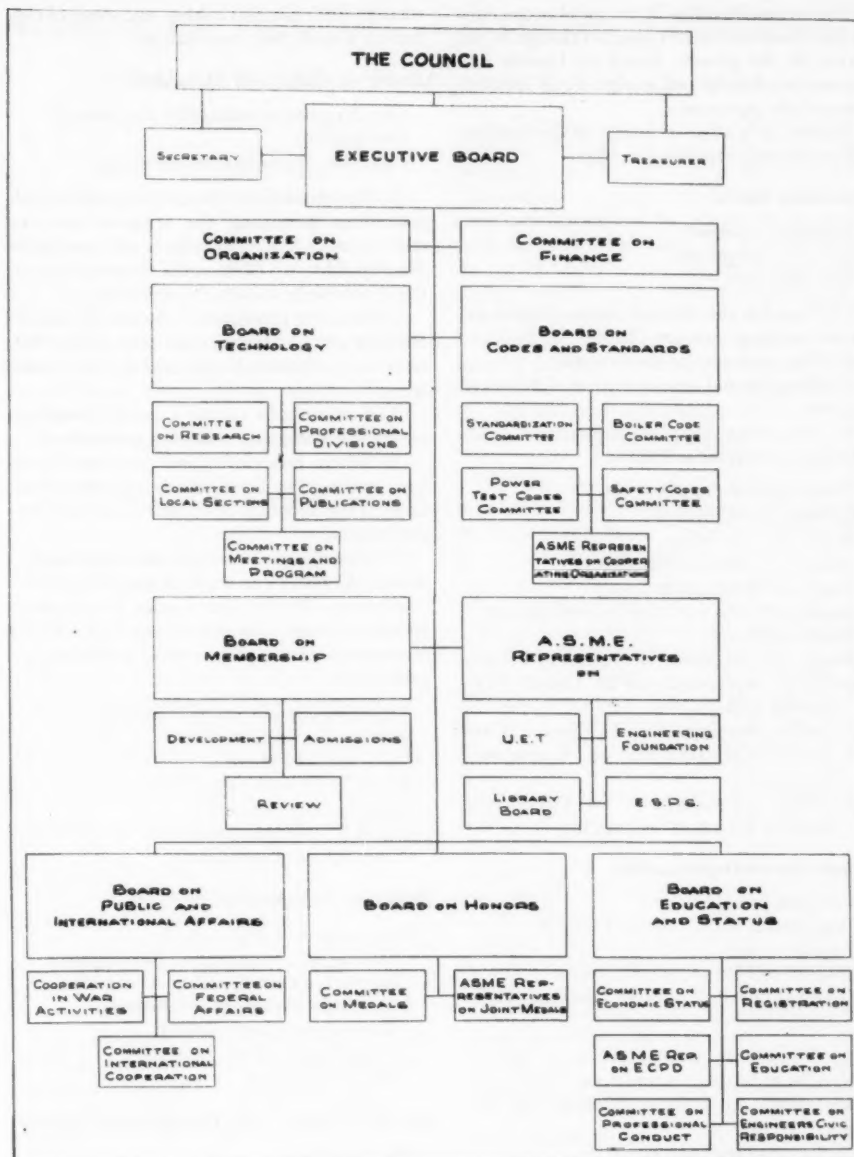 THE COUNCIL
SECRETARY
EXECUTIVE BOARD
TREASURER
COMMITTEE ON
ORGANIZATION
COMMITTEE ON
FINANCE
BOARD ON
TECHNOLOGY
BOARD ON
CODES AND STANDARDS
COMMITTEE
ON RESEARCH
COMMITTEE ON
PROFESSIONAL
DIVISIONS
STANDARDIZATION
COMMITTEE
BOILER CODE
COMMITTEE
COMMITTEE ON
LOCAL SECTIONS
COMMITTEE ON
PUBLICATIONS
POWER
TEST CODES
COMMITTEE
SAFETY CODES
COMMITTEE
COMMITTEE ON
MEETINGS AND
PROGRAM
ASME REPRESEN-
TATIVES ON COOPER
ATING ORGANIZATIONS
BOARD ON
MEMBERSHIP
A.S.M.E.
REPRESENTATIVES
ON
DEVELOPMENT
ADMISSIONS
U.E.T
ENGINEERING
FOUNDATION
REVIEW
LIBRARY
BOARD
E.S.P.S.
BOARD ON
PUBLIC AND
INTERNATIONAL AFFAIRS
BOARD ON HONORS
BOARD ON
EDUCATION
AND STATUS
COOPERATION
IN WAR
ACTIVITIES
COMMITTEE ON
FEDERAL
AFFAIRS
COMMITTEE
ON MEDALS
ASME REP-
RESENTATIVES
ON JOINT MEDALS
COMMITTEE ON
ECONOMIC STATUS
COMMITTEE ON
REGISTRATION
COMMITTEE ON
INTERNATIONAL
COOPERATION
ASME REP.
ON ECPD
COMMITTEE ON
EDUCATION
COMMITTEE ON
PROFESSIONAL
CONDUCT
COMMITTEE ON
ENGINEERS CIVIC
RESPONSIBILITY